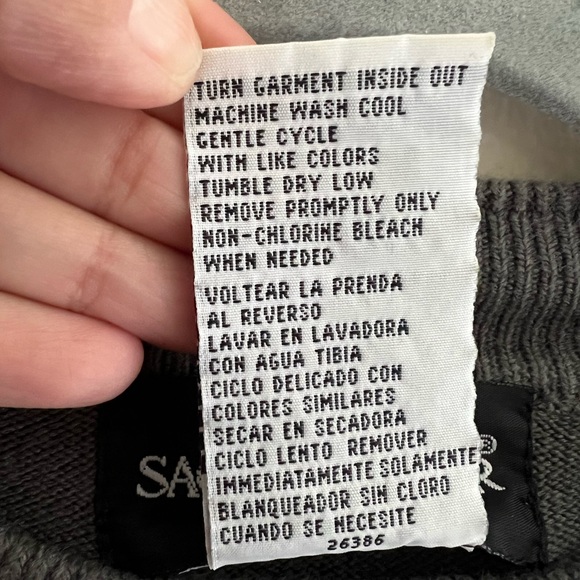 TURN GARMENT INSIDE OUT
MACHINE WASH COOL
GENTLE CYCLE
WITH LIKE COLORS
TUMBLE DRY LOW
REMOVE PROMPTLY ONLY
NON-CHLORINE BLEACH
WHEN NEEDED
VOLTEAR LA PRENDA
AL REVERSO
LAVAR EN LAVADORA
CON AGUA TIBIA
CICLO DELICADO CON
COLORES SIMILARES
SECAR EN SECADORA
CICLO LENTO REMOVER
IMMEDIATAMENTE SOLAMENTE
BLANQUEADOR SIN CLORO
CUANDO SE NECESITE
26386